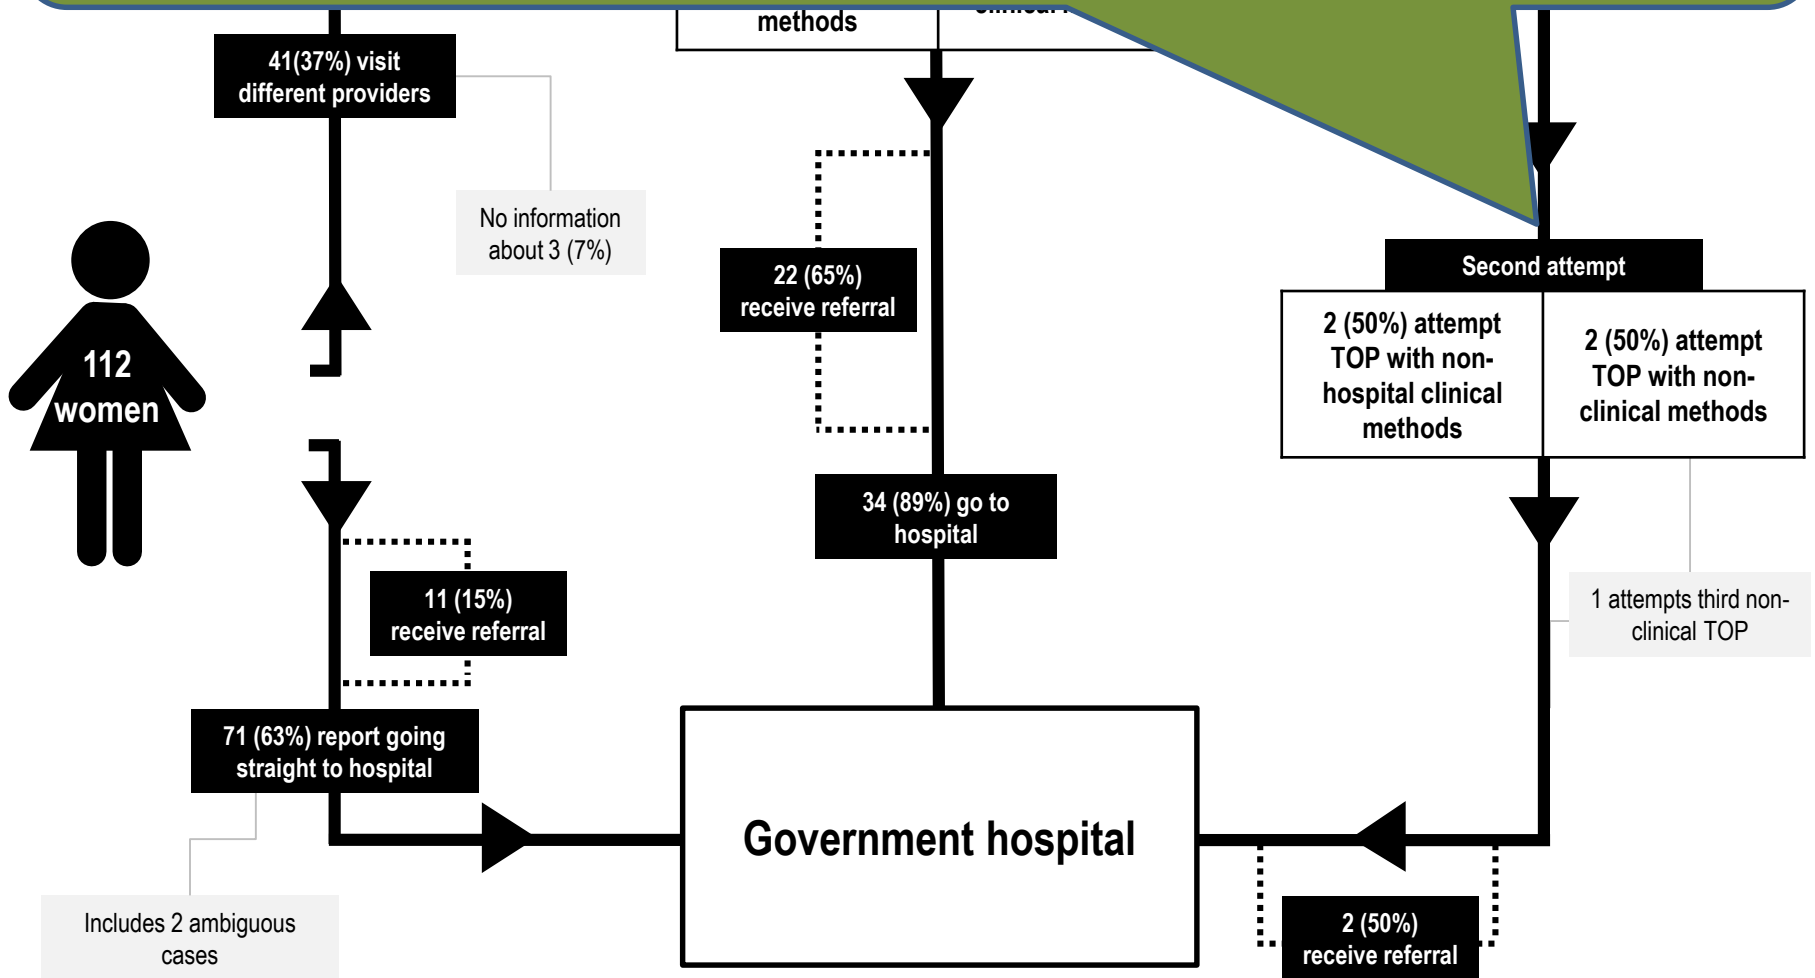 methods
41(37%) visit
different providers
No information
about 3 (7%)
112
women
22 (65%)
receive referral
Second attempt
2 (50%) attempt
TOP with non-
hospital clinical
methods
2 (50%) attempt
TOP with non-
clinical methods
34 (89%) go to
hospital
11 (15%)
receive referral
1 attempts third non-
clinical TOP
71 (63%) report going
straight to hospital
Government hospital
Includes 2 ambiguous
cases
2 (50%)
receive referral